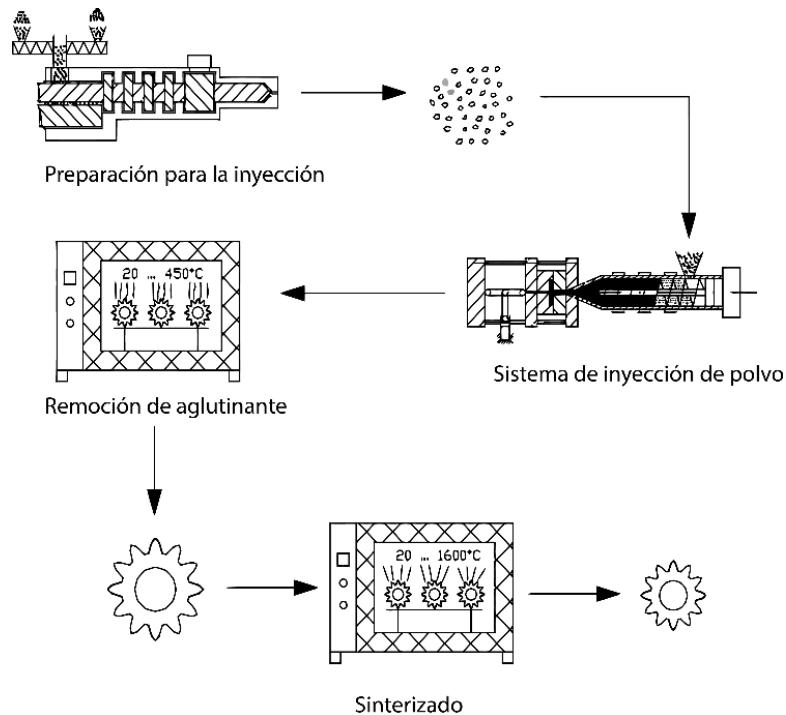 Preparación para la inyección
Sistema de inyección de polvo
20 ... 450°C
Remoción de aglutinante
20 ... 1600°C
Sinterizado